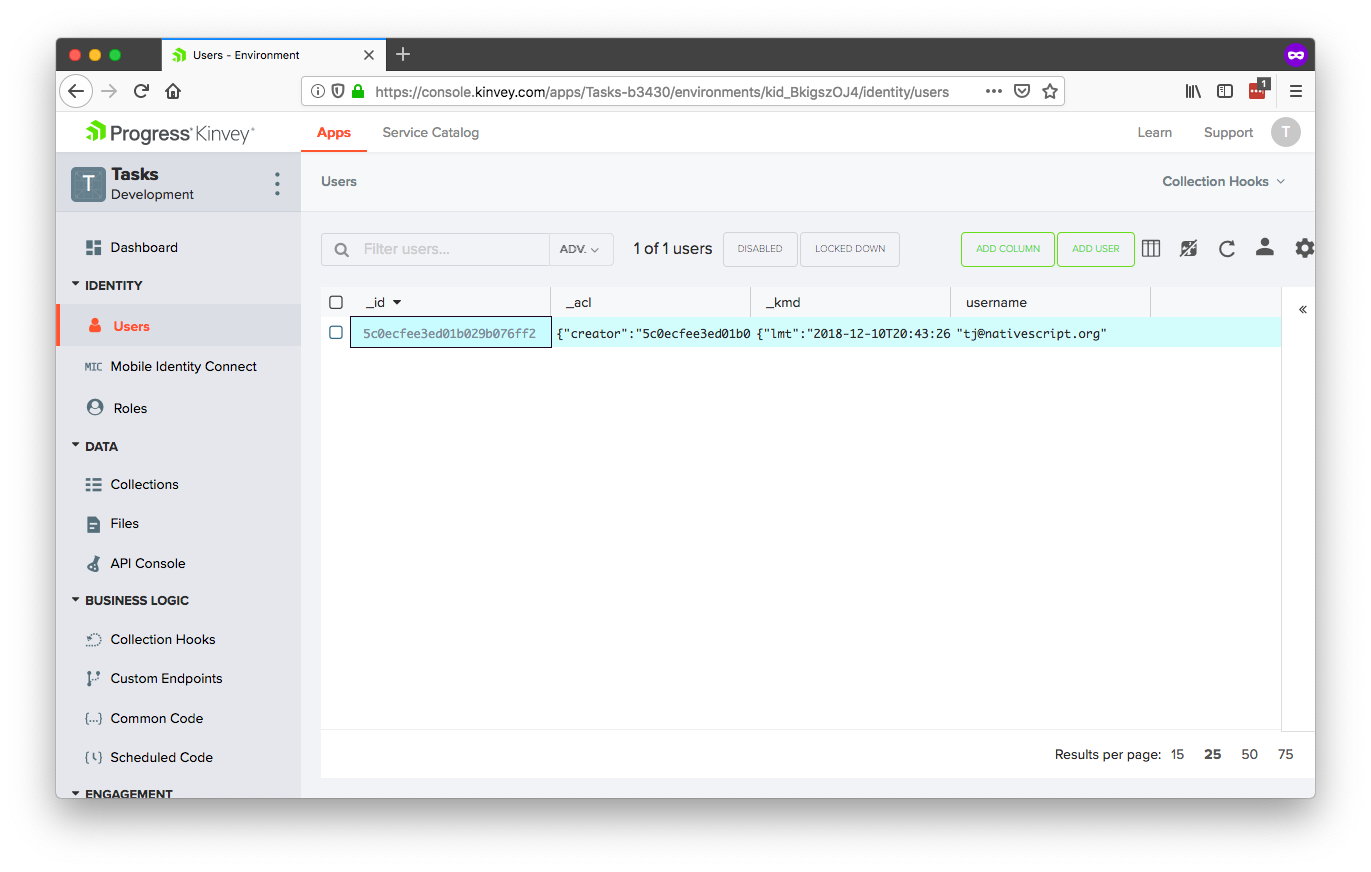 Users - Environment
https://console.kinvey.com/apps/Tasks-b3430/environments/kid_BkigszOJ4/identity/users
1
Progress Kinvey
Apps
Service Catalog
Learn
Support
T
T
Tasks
Development
Users
Collection Hooks
Dashboard
IDENTITY
Users
MIC Mobile Identity Connect
Roles
DATA
Collections
Files
API Console
BUSINESS LOGIC
Collection Hooks
Custom Endpoints
{...} Common Code
Scheduled Code
ENGAGEMENT
Filter users...
ADV.
1 of 1 users
DISABLED
LOCKED DOWN
ADD COLUMN
ADD USER
_id
_acl
_kmd
username
5c0ecfee3ed01b029b076ff2
{"creator":"5c0ecfee3ed01b0
{"lmt":"2018-12-10T20:43:26
"tj@nativescript.org"
Results per page: 15 25 50 75